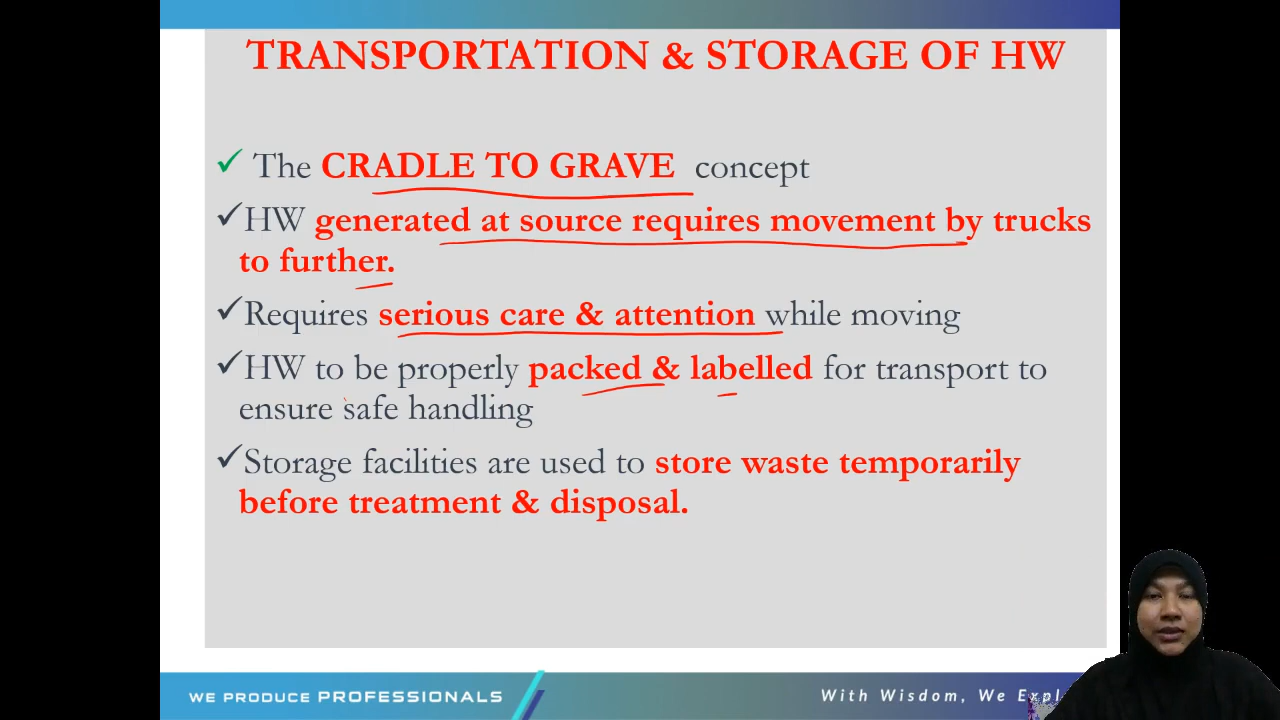 TRANSPORTATION & STORAGE OF HW
The CRADLE TO GRAVE concept
HW generated at source requires movement by trucks
to further.
Requires serious care & attention while moving
HW to be properly packed & labelled for transport to
ensure safe handling
Storage facilities are used to store waste temporarily
before treatment & disposal.
WE PRODUCE PROFESSIONALS
With Wisdom, We